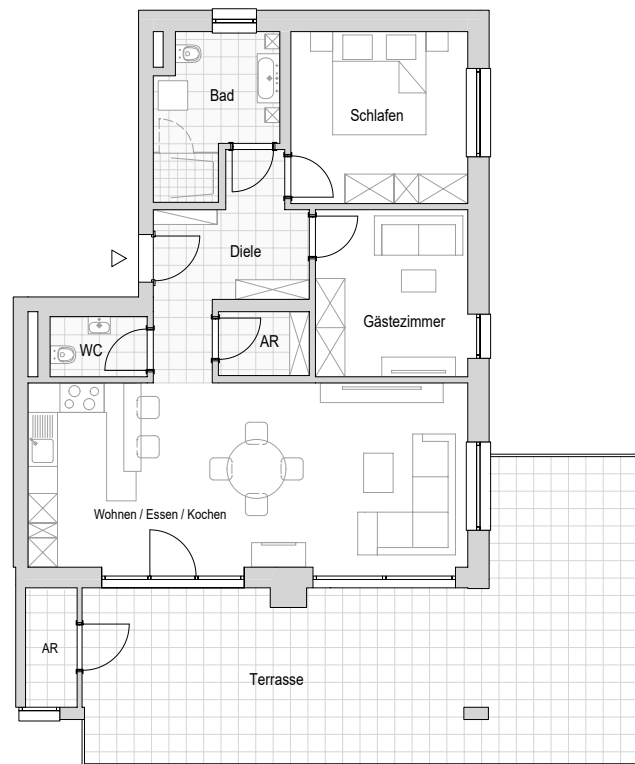 Bad
Schlafen
Diele
Gästezimmer
WC
AR
Wohnen / Essen / Kochen
AR
Terrasse